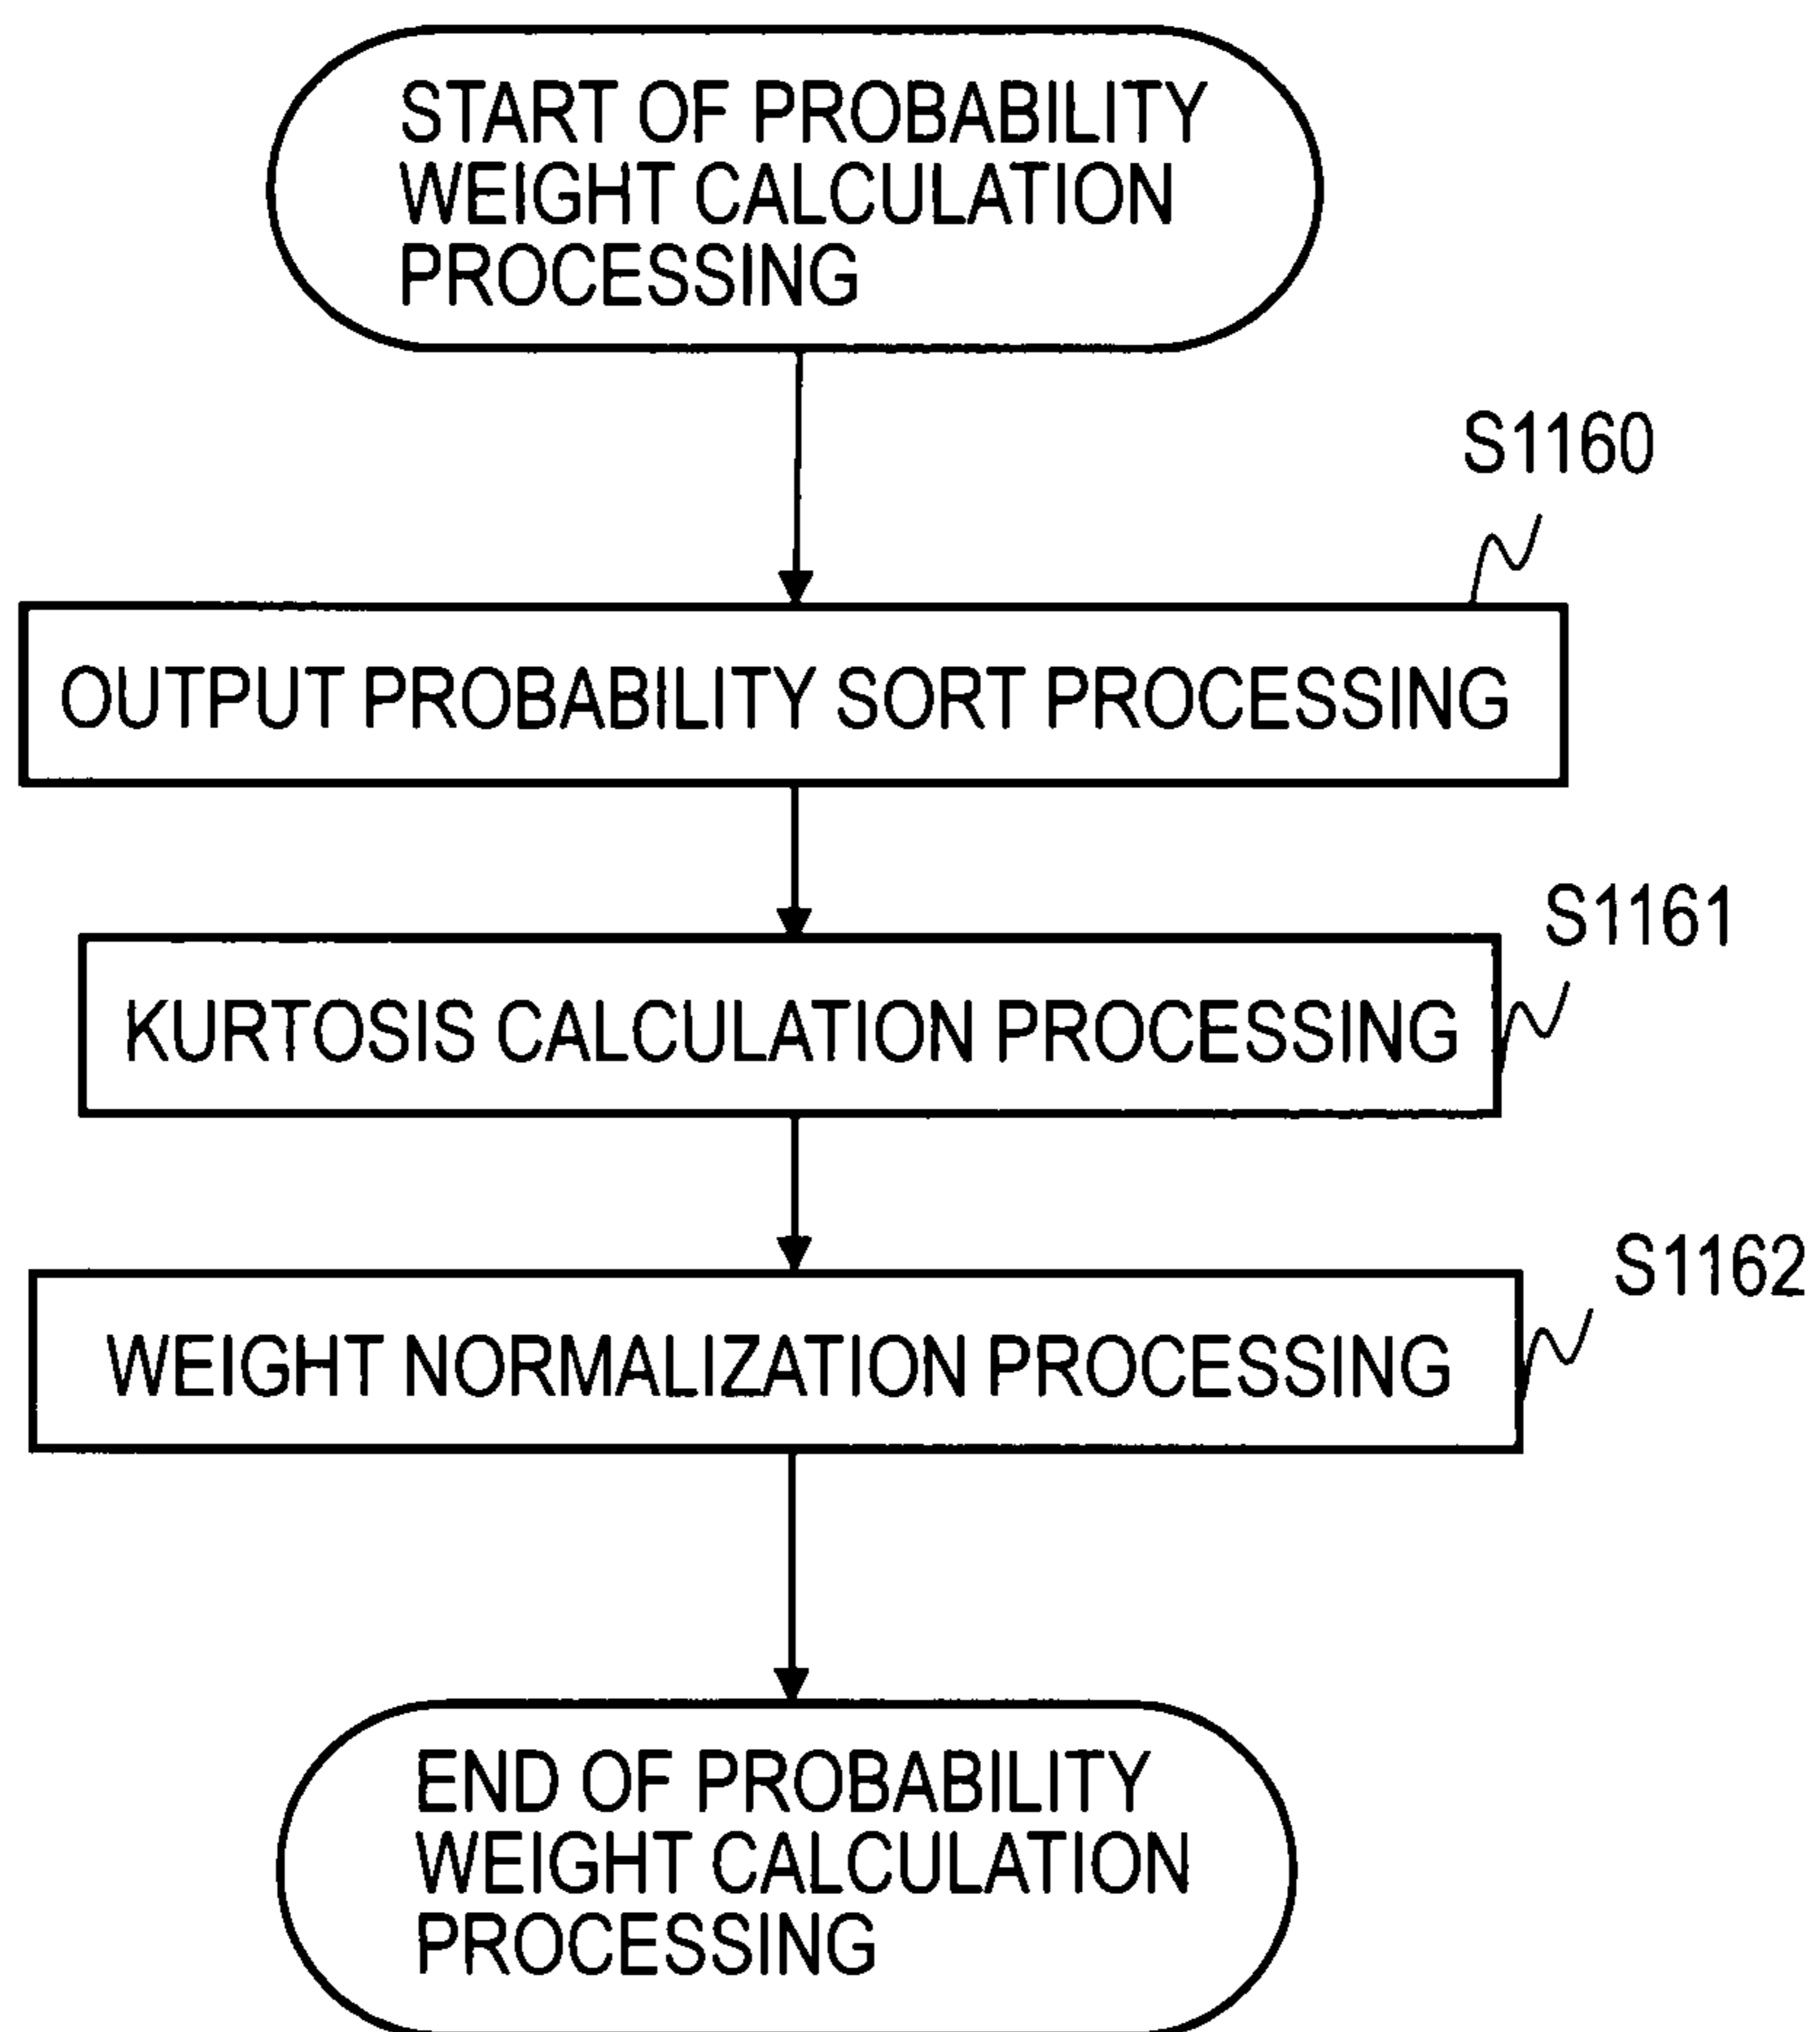 START OF PROBABILITY
WEIGHT CALCULATION
PROCESSING
S1160
OUTPUT PROBABILITY SORT PROCESSING
S1161
KURTOSIS CALCULATION PROCESSING
S1162
WEIGHT NORMALIZATION PROCESSING
END OF PROBABILITY
WEIGHT CALCULATION
PROCESSING